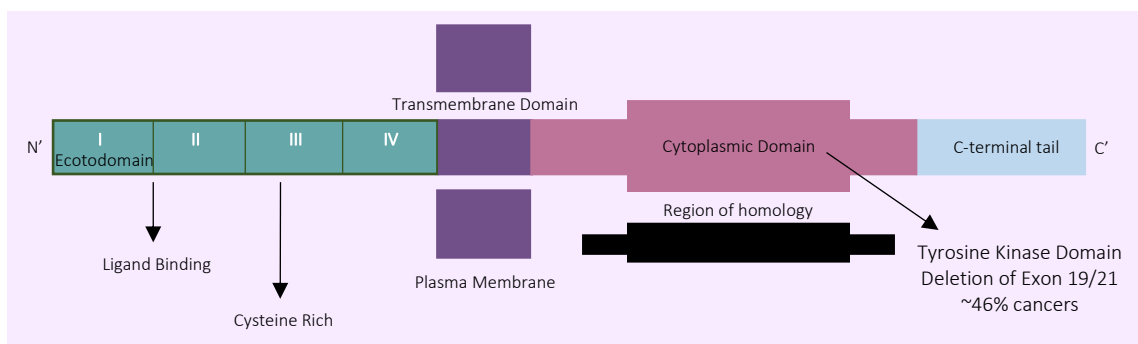 Transmembrane Domain
N’
I
II
III
IV
Ecotodomain
Cytoplasmic Domain
C-terminal tail
C’
Region of homology
Ligand Binding
Plasma Membrane
Cysteine Rich
Tyrosine Kinase Domain
Deletion of Exon 19/21
~46% cancers